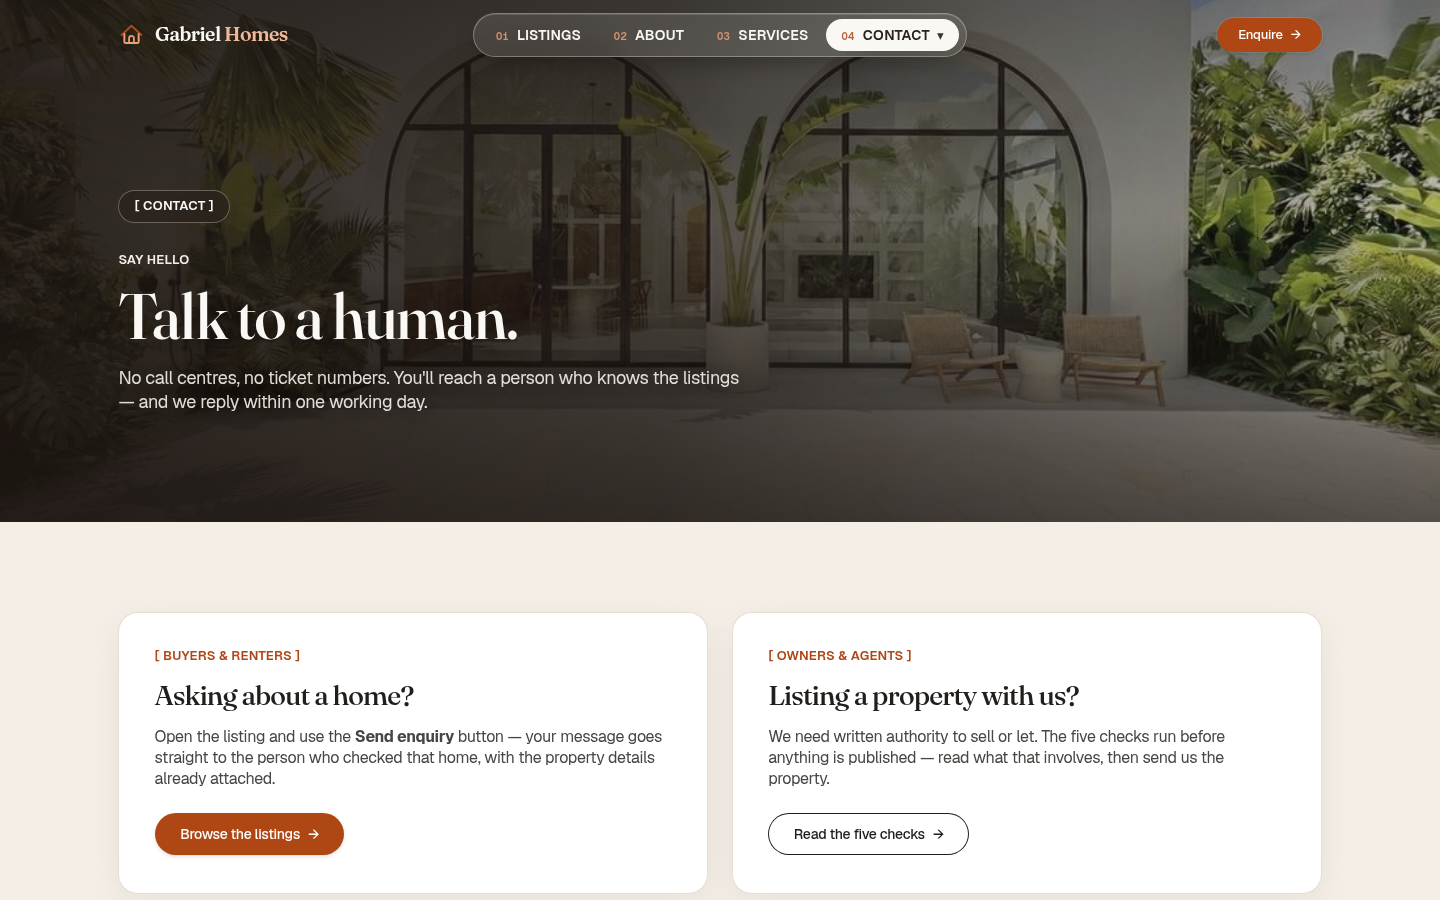 Gabriel Homes
01 LISTINGS 02 ABOUT 03 SERVICES 04 CONTACT ▾
Enquire →
[ CONTACT ]
SAY HELLO
Talk to a human.
No call centres, no ticket numbers. You'll reach a person who knows the listings
— and we reply within one working day.
[ BUYERS & RENTERS ]
Asking about a home?
Open the listing and use the Send enquiry button — your message goes
straight to the person who checked that home, with the property details
already attached.
Browse the listings →
[ OWNERS & AGENTS ]
Listing a property with us?
We need written authority to sell or let. The five checks run before
anything is published — read what that involves, then send us the
property.
Read the five checks →